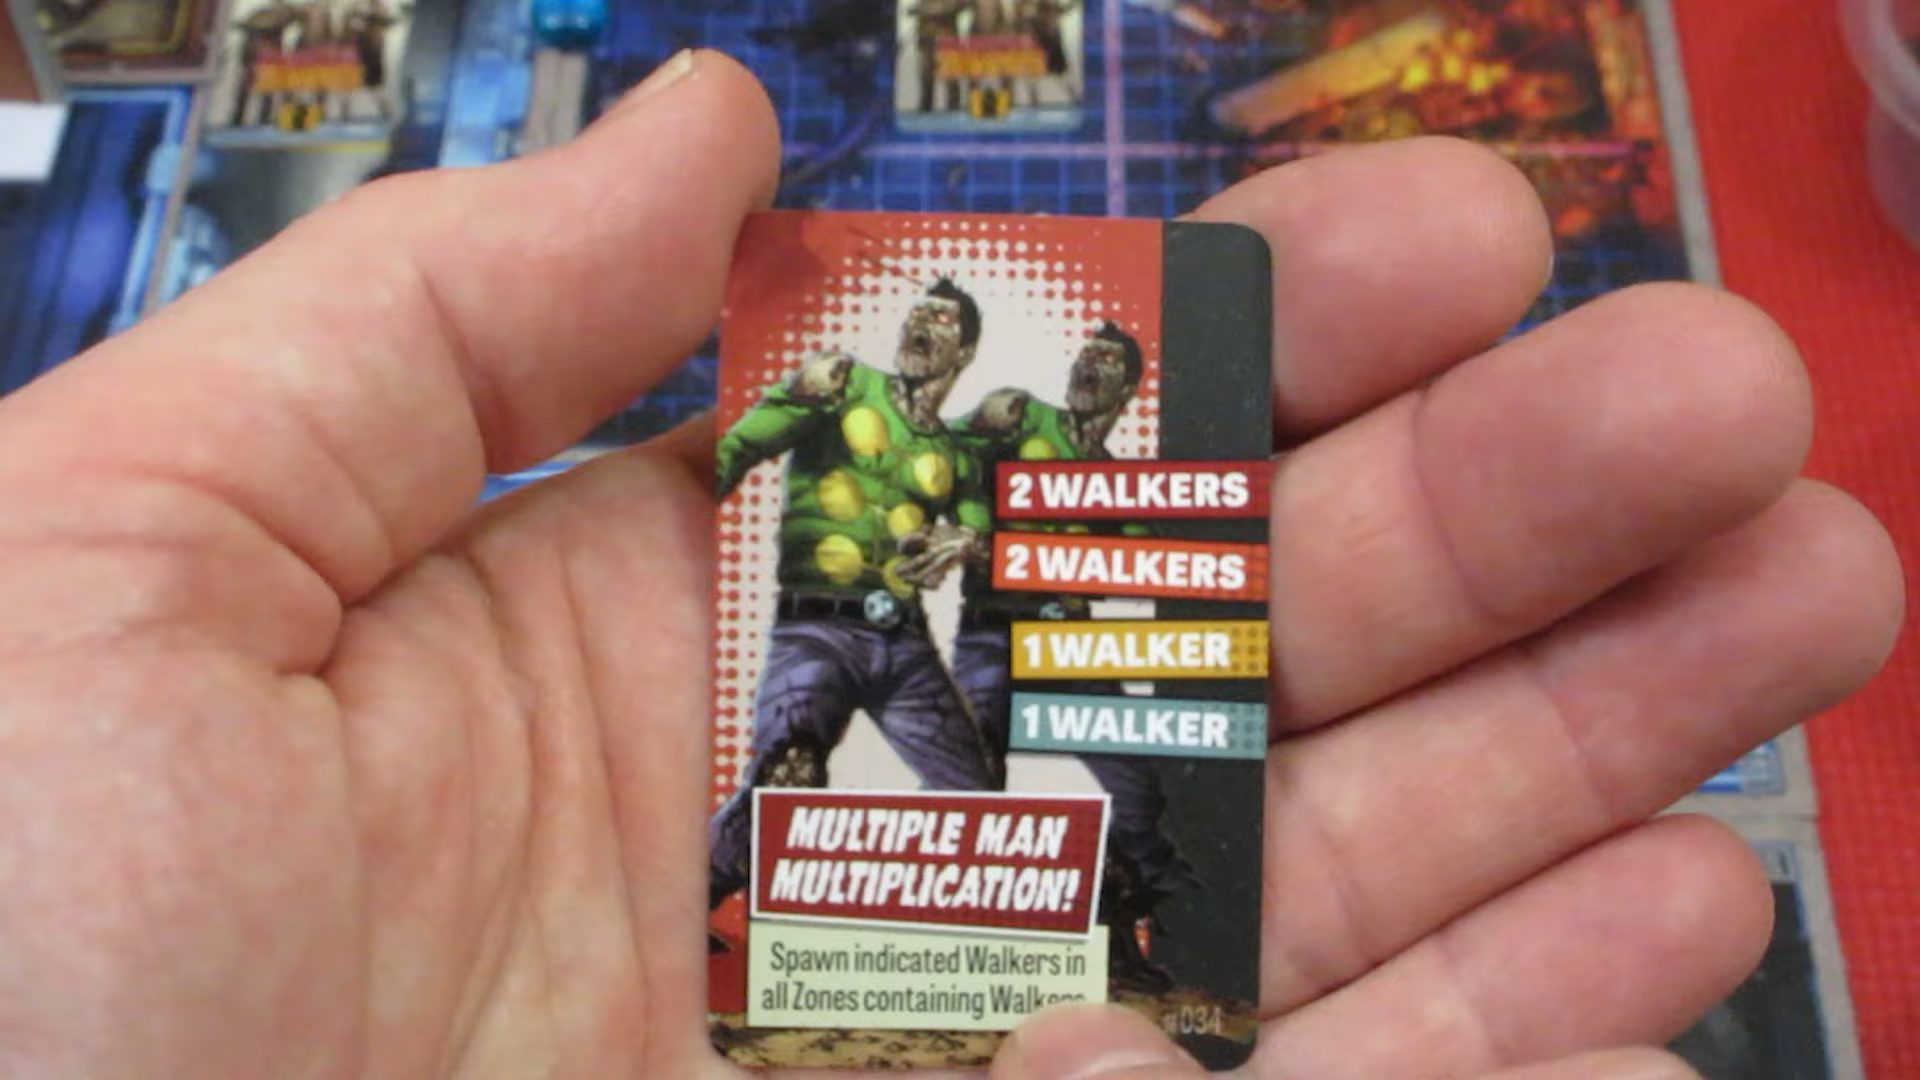 2 WALKERS
2 WALKERS
1 WALKER
1 WALKER
MULTIPLE MAN
MULTIPLICATION!
Spawn indicated Walkers in
all Zones containing Walkers
034